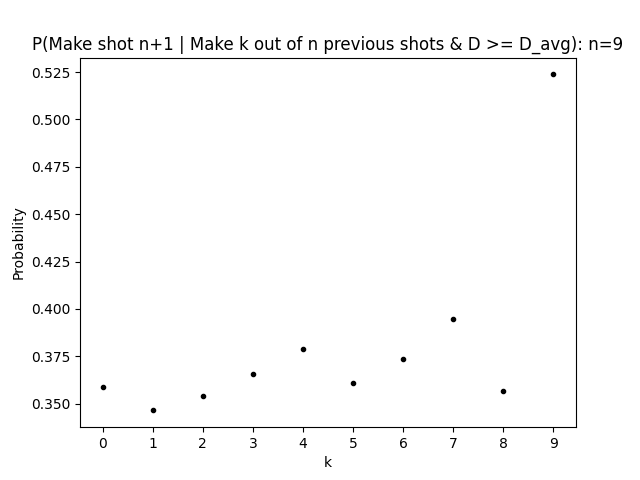 P(Make shot n+1 | Make k out of n previous shots & D >= D_avg): n=9
0.525
0.500
0.475
0.450
0.425
0.400
0.375
0.350
Probability
0 1 2 3 4 5 6 7 8 9
k